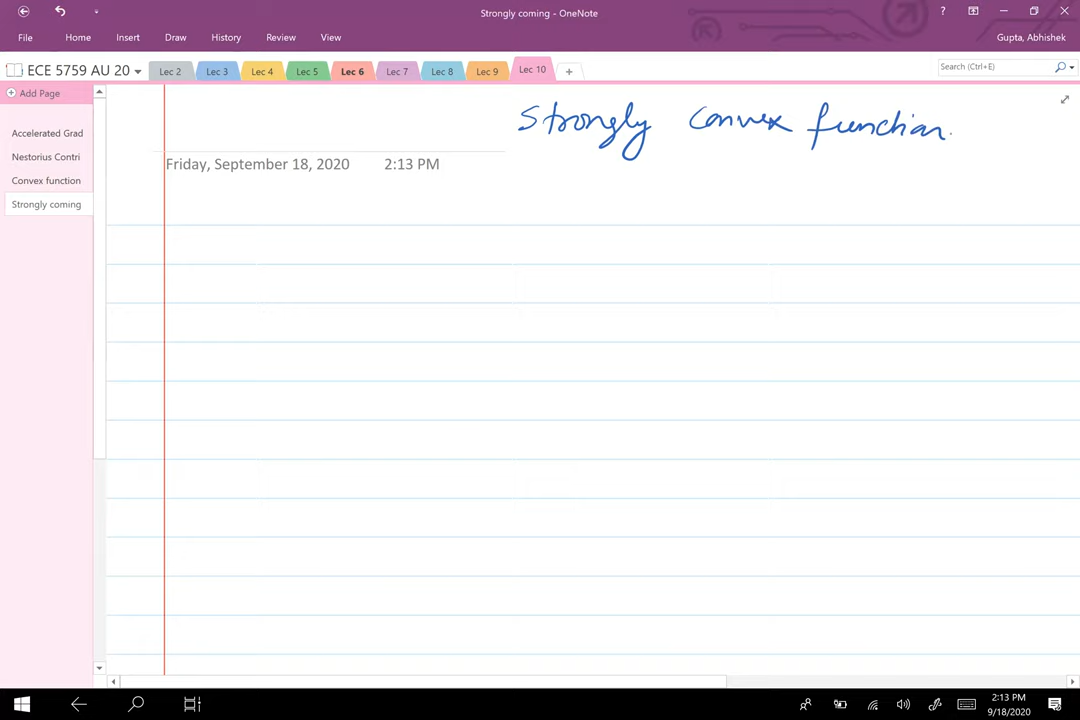 Strongly coming - OneNote
?
File Home Insert Draw History Review View
Gupta, Abhishek
ECE 5759 AU 20
Lec 2 Lec 3 Lec 4 Lec 5 Lec 6 Lec 7 Lec 8 Lec 9 Lec 10 +
Search (Ctrl+E)
Add Page
Accelerated Grad
Nestorius Contri
Convex function
Strongly coming
Strongly Convex function.
Friday, September 18, 2020 2:13 PM
2:13 PM
9/18/2020